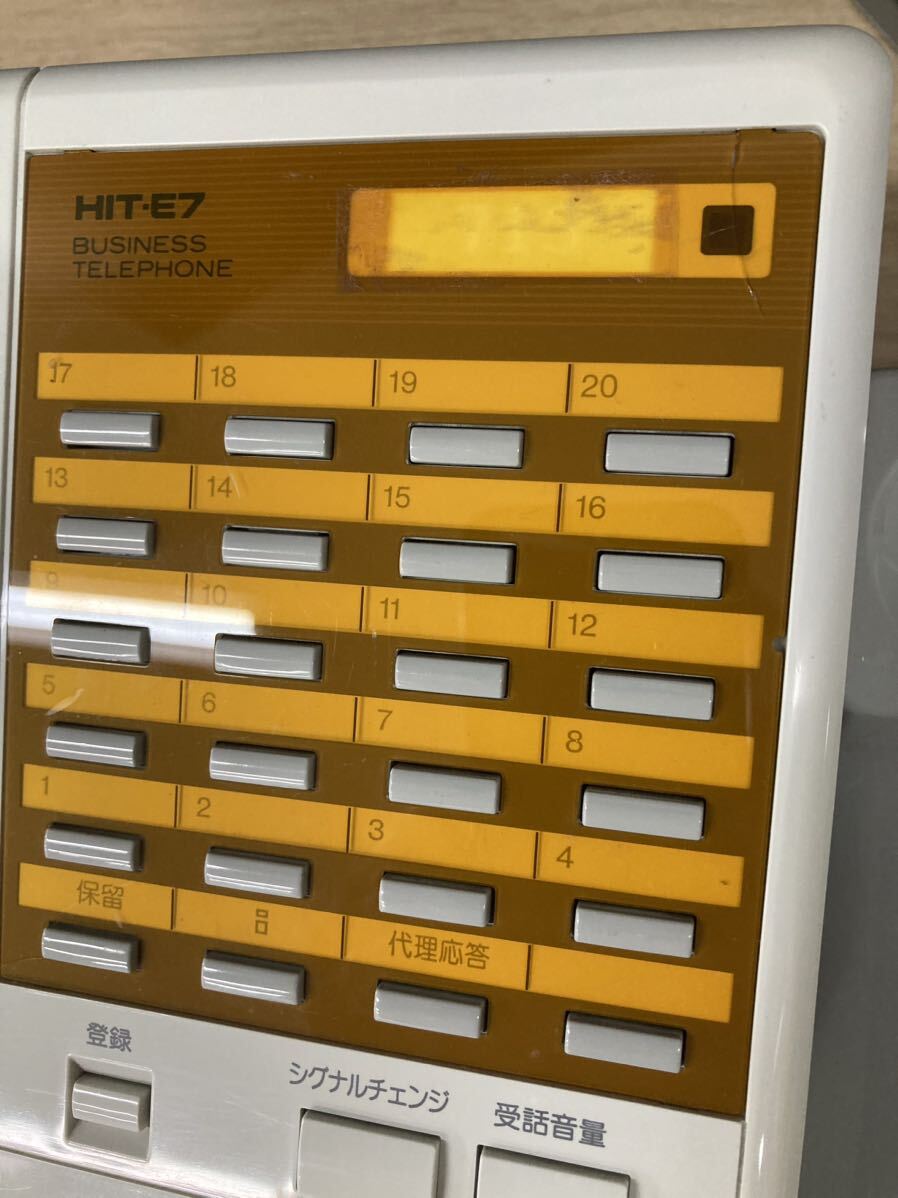 HIT·E7
BUSINESS
TELEPHONE
17 18 19 20
13 14 15 16
9 10 11 12
5 6 7 8
1 2 3 4
保留 代理応答
登録 シグナルチェンジ 受話音量